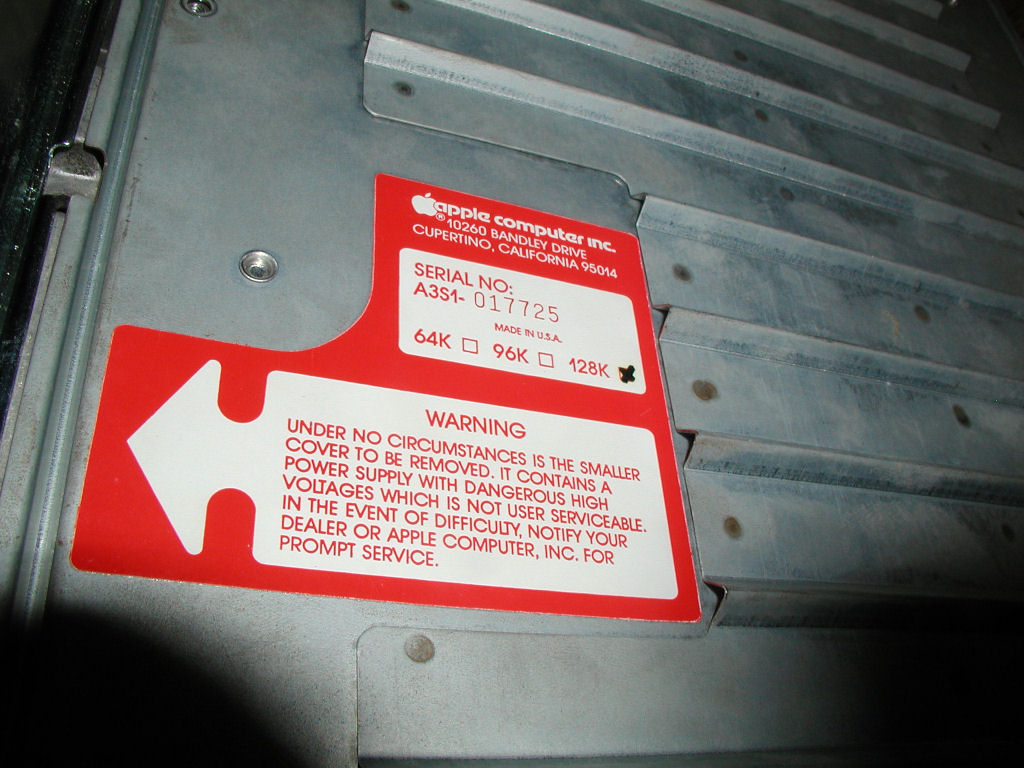 apple computer inc.
®10260 BANDLEY DRIVE
CUPERTINO, CALIFORNIA 95014
SERIAL NO:
A3S1- 017725
MADE IN U.S.A.
64K 96K 128K
WARNING
UNDER NO CIRCUMSTANCES IS THE SMALLER
COVER TO BE REMOVED. IT CONTAINS A
POWER SUPPLY WITH DANGEROUS HIGH
VOLTAGES WHICH IS NOT USER SERVICEABLE.
IN THE EVENT OF DIFFICULTY, NOTIFY YOUR
DEALER OR APPLE COMPUTER, INC. FOR
PROMPT SERVICE.